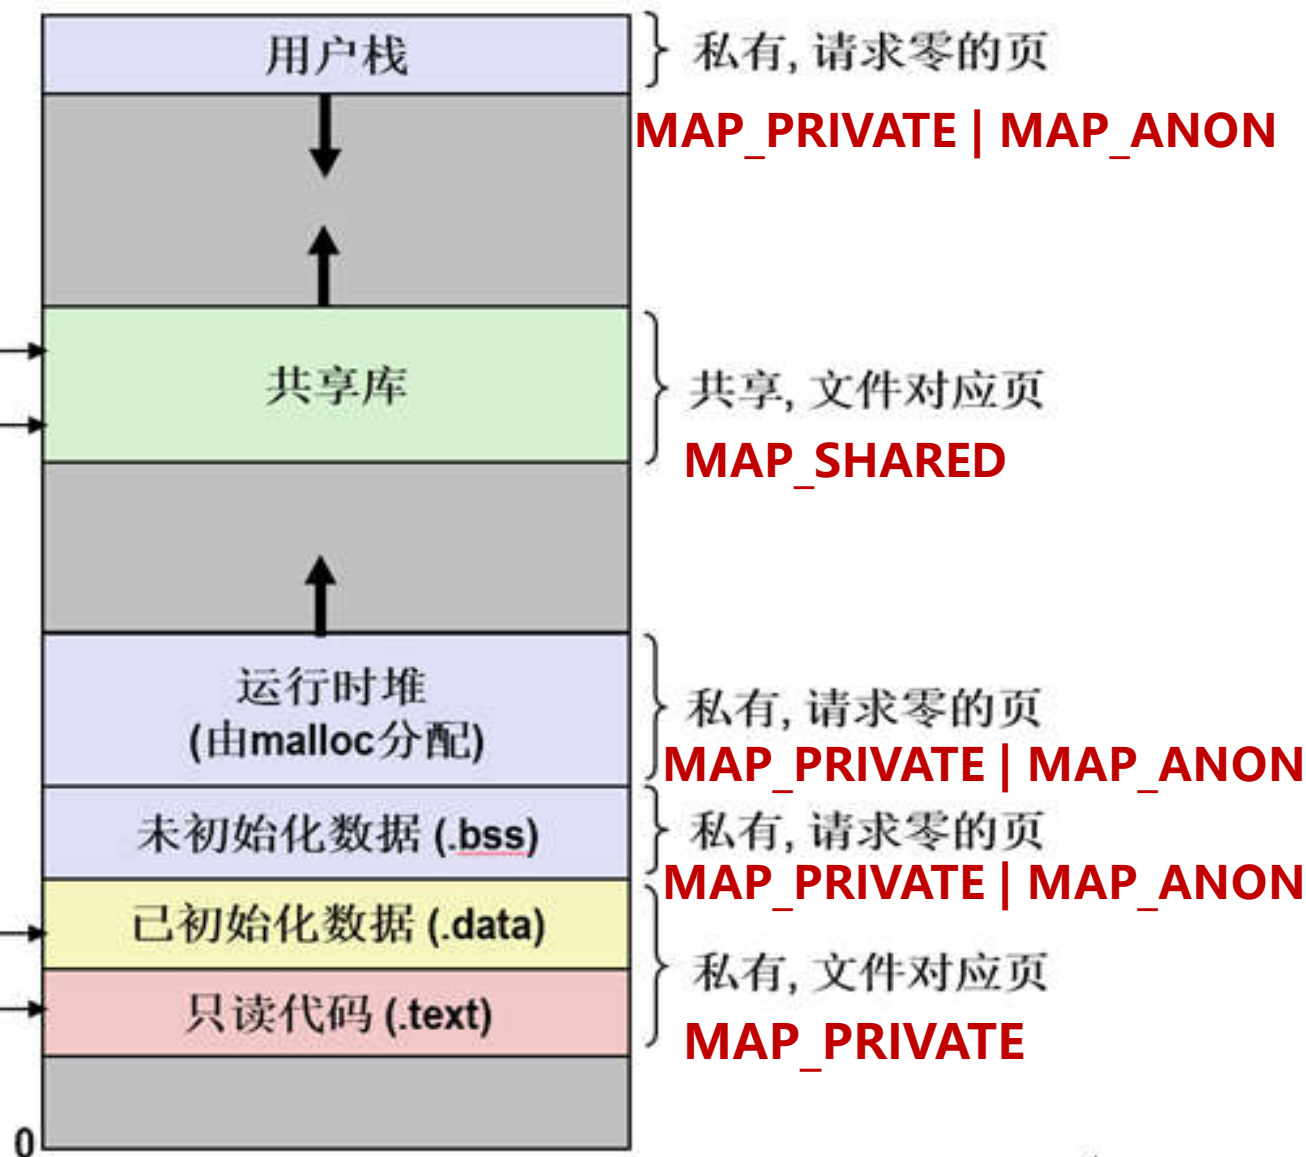 用户栈
私有, 请求零的页
MAP_PRIVATE | MAP_ANON
共享库
共享, 文件对应页
MAP_SHARED
运行时堆
(由malloc分配)
私有, 请求零的页
MAP_PRIVATE | MAP_ANON
未初始化数据 (.bss)
私有, 请求零的页
MAP_PRIVATE | MAP_ANON
已初始化数据 (.data)
私有, 文件对应页
只读代码 (.text)
MAP_PRIVATE
0